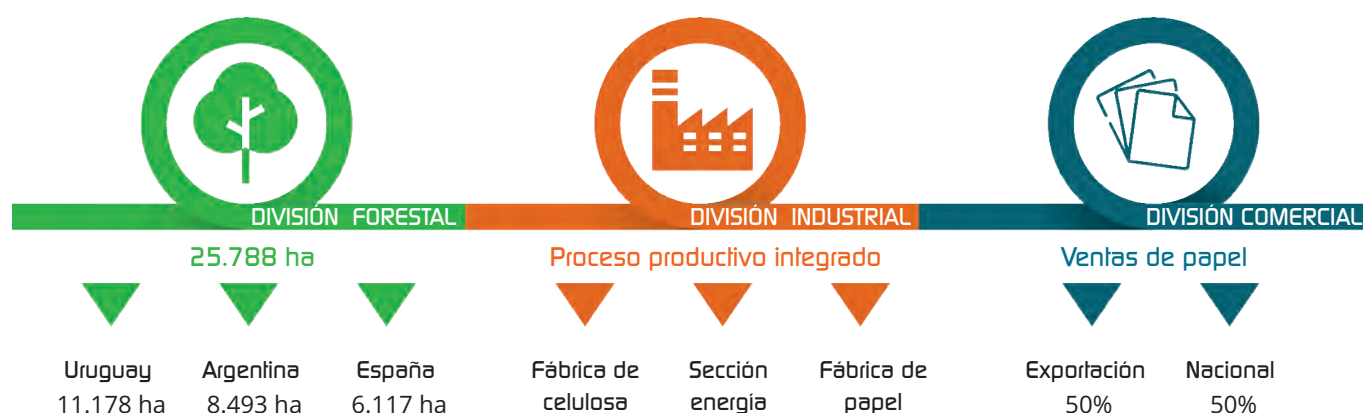 DIVISIÓN FORESTAL
25.788 ha
Uruguay
11.178 ha
Argentina
8.493 ha
España
6.117 ha
DIVISIÓN INDUSTRIAL
Proceso productivo integrado
Fábrica de
celulosa
Sección
energía
Fábrica de
papel
DIVISIÓN COMERCIAL
Ventas de papel
Exportación
50%
Nacional
50%